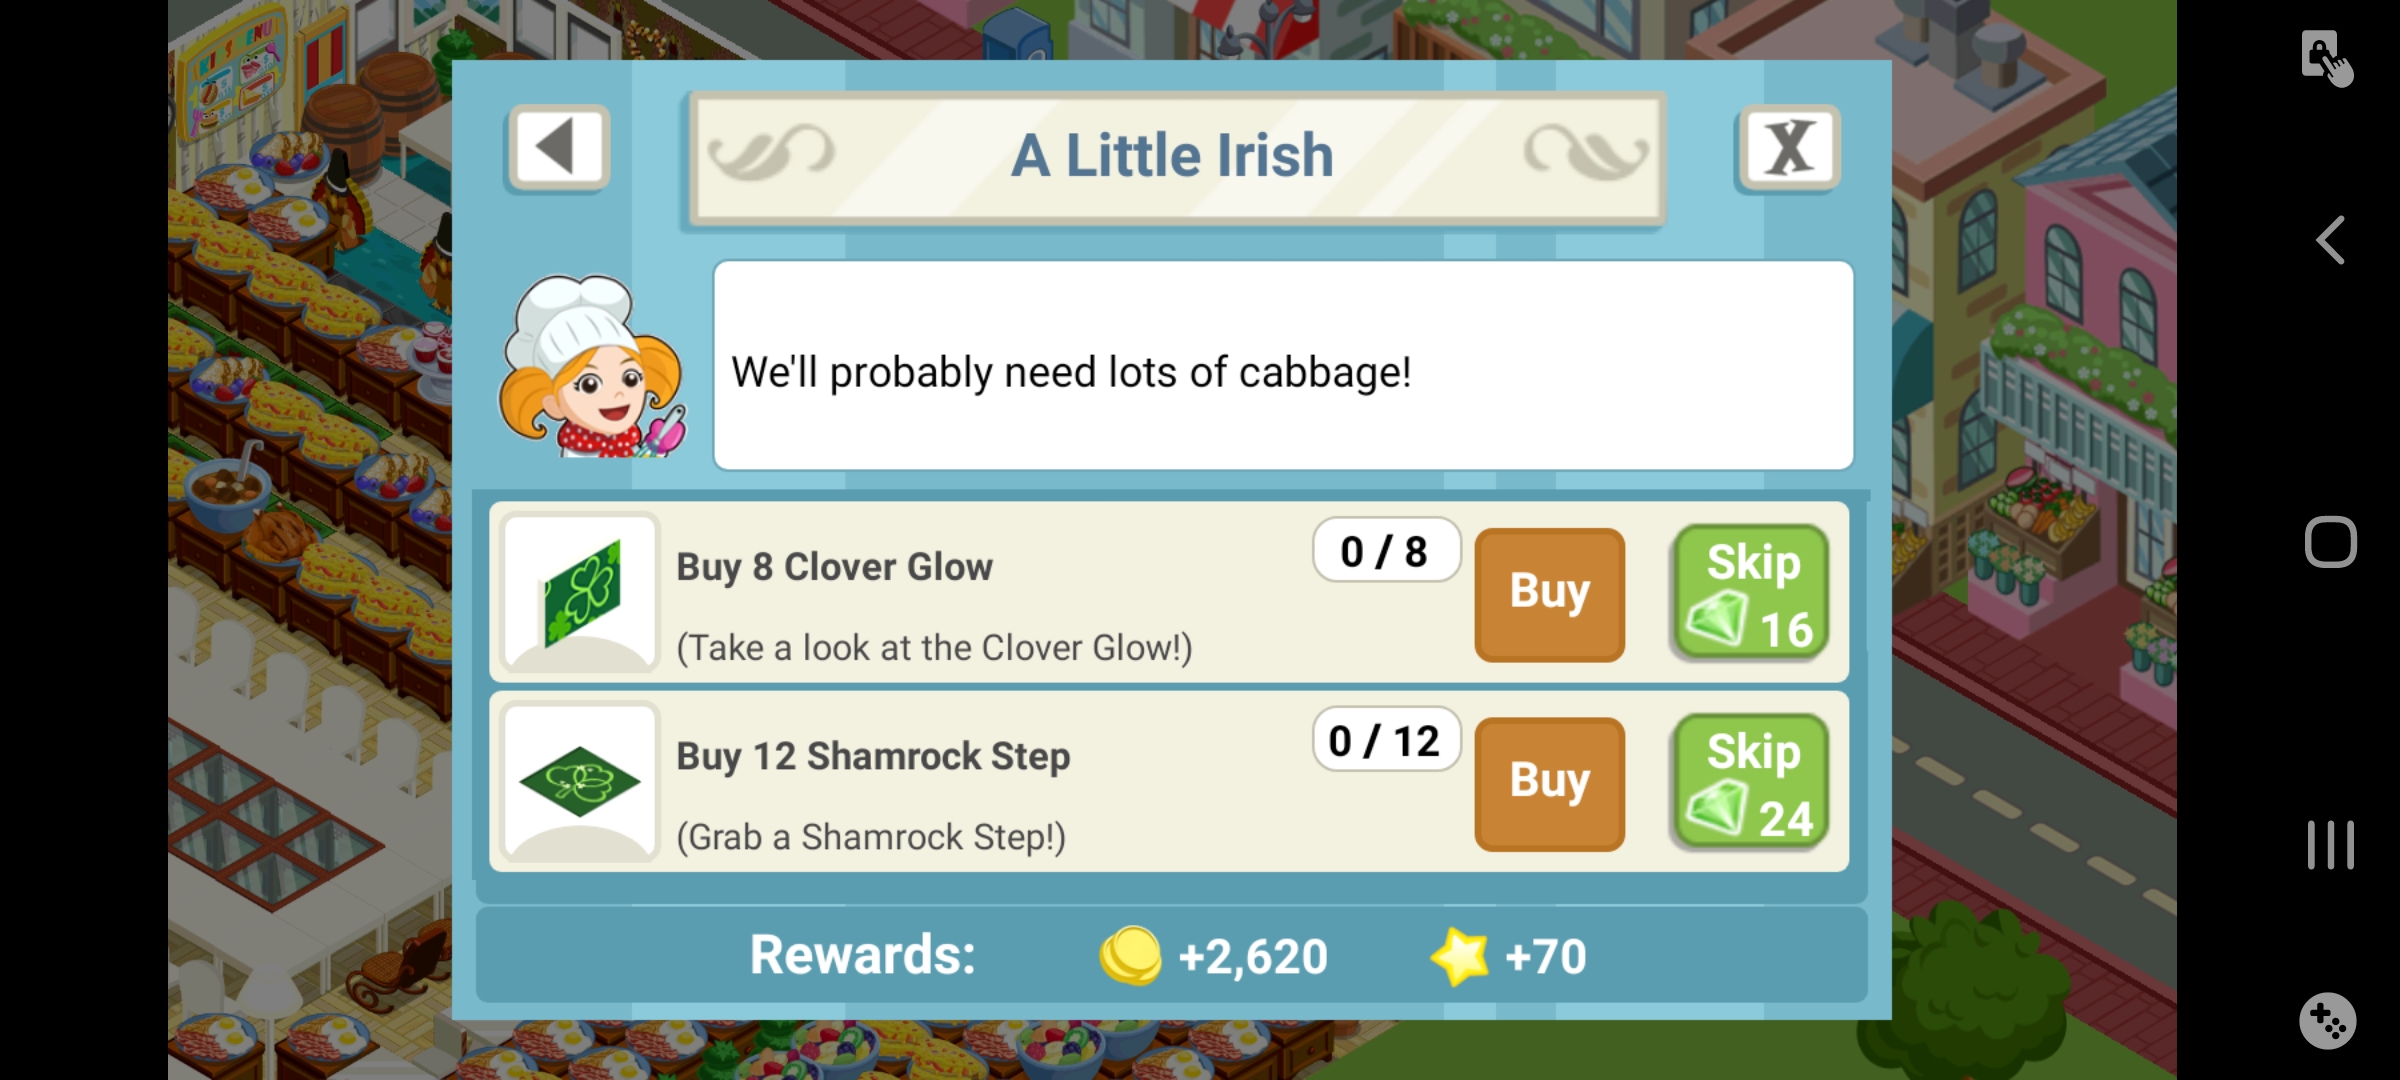 A Little Irish
X
We'll probably need lots of cabbage!
Buy 8 Clover Glow
0 / 8
Buy
Skip
16
(Take a look at the Clover Glow!)
Buy 12 Shamrock Step
0 / 12
Buy
Skip
24
(Grab a Shamrock Step!)
Rewards: +2,620 +70